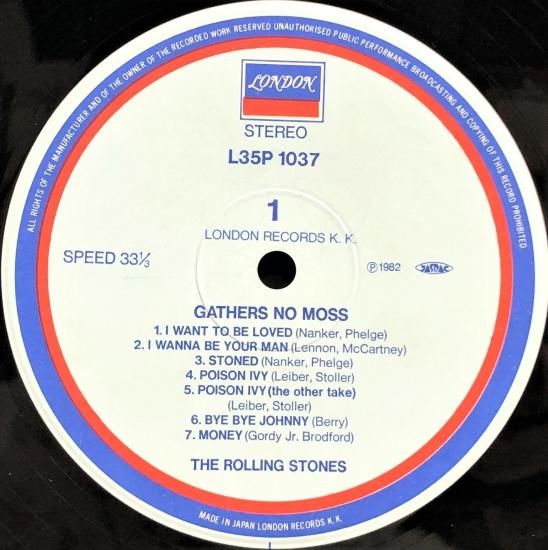 ALL RIGHTS OF THE MANUFACTURER AND OF THE OWNER OF THE RECORDED WORK RESERVED UNAUTHORISED PUBLIC PERFORMANCE BROADCASTING AND COPYING OF THIS RECORD PROHIBITED.
LONDON
STEREO
L35P 1037
1
LONDON RECORDS K. K.
SPEED 33⅓
Ⓟ1982
JASRAC
GATHERS NO MOSS
1. I WANT TO BE LOVED (Nanker, Phelge)
2. I WANNA BE YOUR MAN (Lennon, McCartney)
3. STONED (Nanker, Phelge)
4. POISON IVY (Leiber, Stoller)
5. POISON IVY (the other take)
(Leiber, Stoller)
6. BYE BYE JOHNNY (Berry)
7. MONEY (Gordy Jr. Brodford)
THE ROLLING STONES
MADE IN JAPAN LONDON RECORDS K. K.